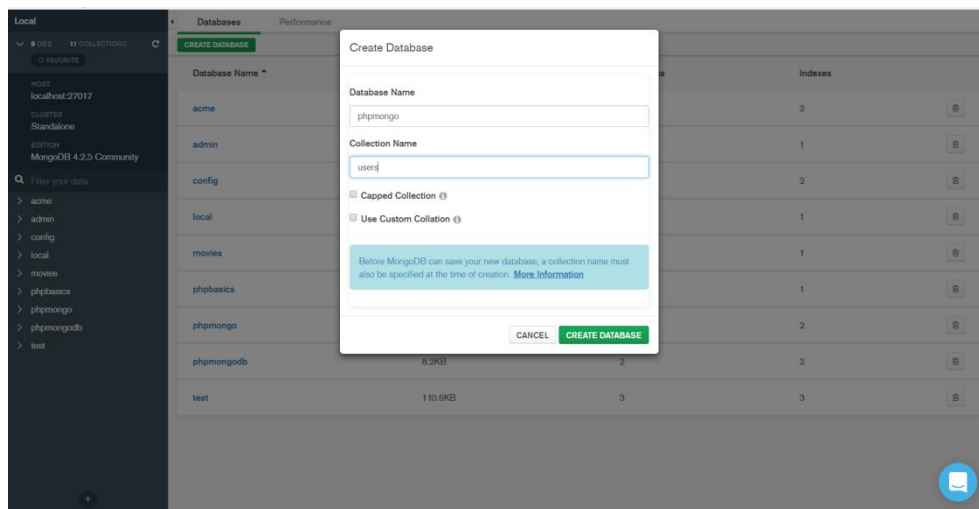 Local
9 DBS 11 COLLECTIONS
FAVORITE
HOST
localhost:27017
CLUSTER
Standalone
EDITION
MongoDB 4.2.5 Community
Filter your data
acme
admin
config
local
movies
phpbasics
phpmongo
phpmongodb
test
Databases Performance
CREATE DATABASE
Database Name Indexes
acme 2
admin 1
config 2
local 1
movies 1
phpbasics 1
phpmongo 2
phpmongodb 8.2KB 2 2
test 110.6KB 3 3
Create Database
Database Name
phpmongo
Collection Name
users
Capped Collection
Use Custom Collation
Before MongoDB can save your new database, a collection name must
also be specified at the time of creation. More Information
CANCEL CREATE DATABASE